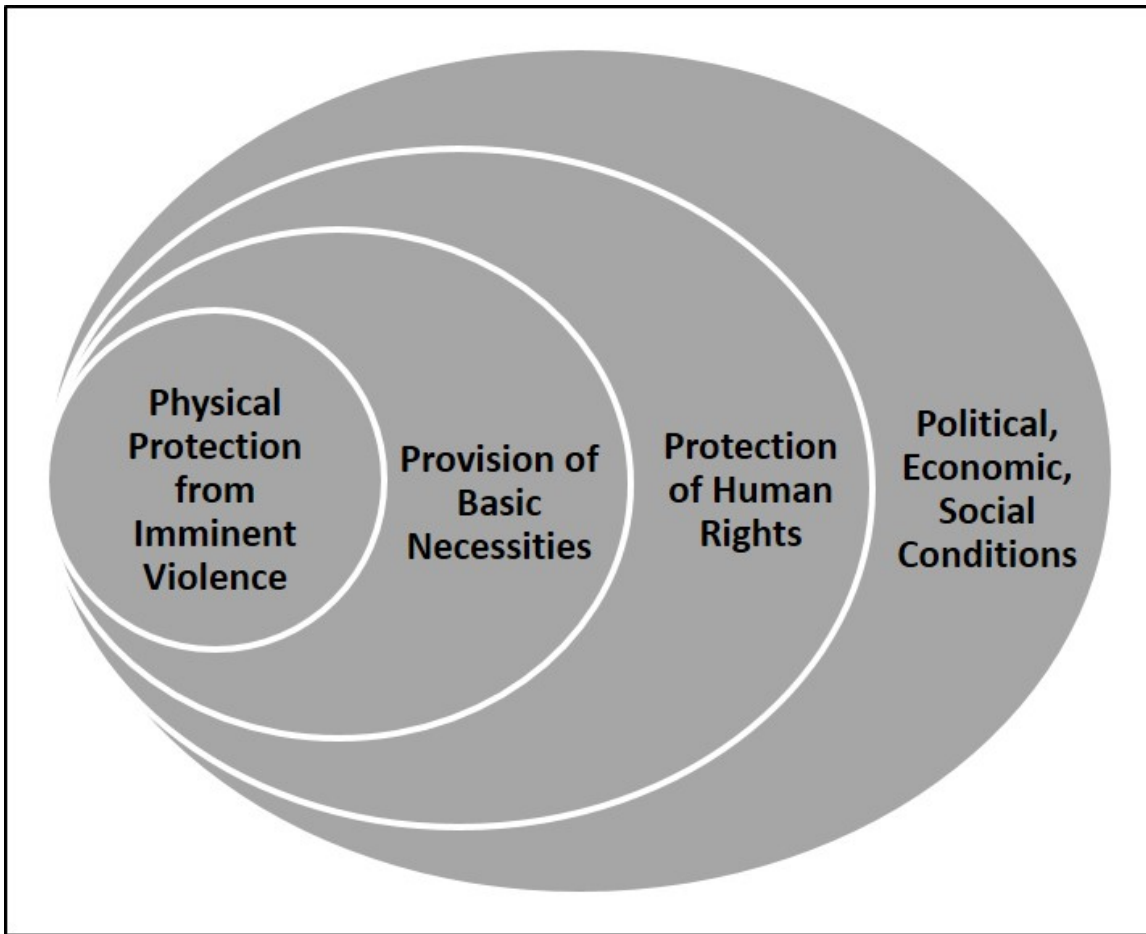 Physical
Protection
from
Imminent
Violence
Provision of
Basic
Necessities
Protection
of Human
Rights
Political,
Economic,
Social
Conditions